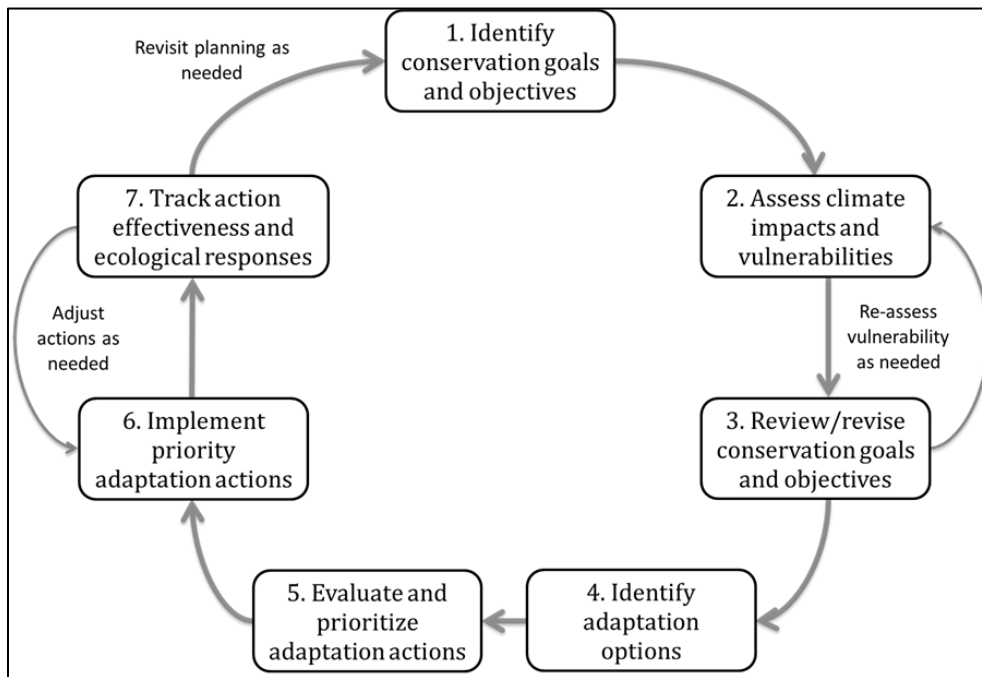 1. Identify
conservation goals
and objectives
Revisit planning as
needed
2. Assess climate
impacts and
vulnerabilities
Re-assess
vulnerability
as needed
3. Review/revise
conservation goals
and objectives
4. Identify
adaptation
options
5. Evaluate and
prioritize
adaptation actions
6. Implement
priority
adaptation actions
Adjust
actions as
needed
7. Track action
effectiveness and
ecological responses